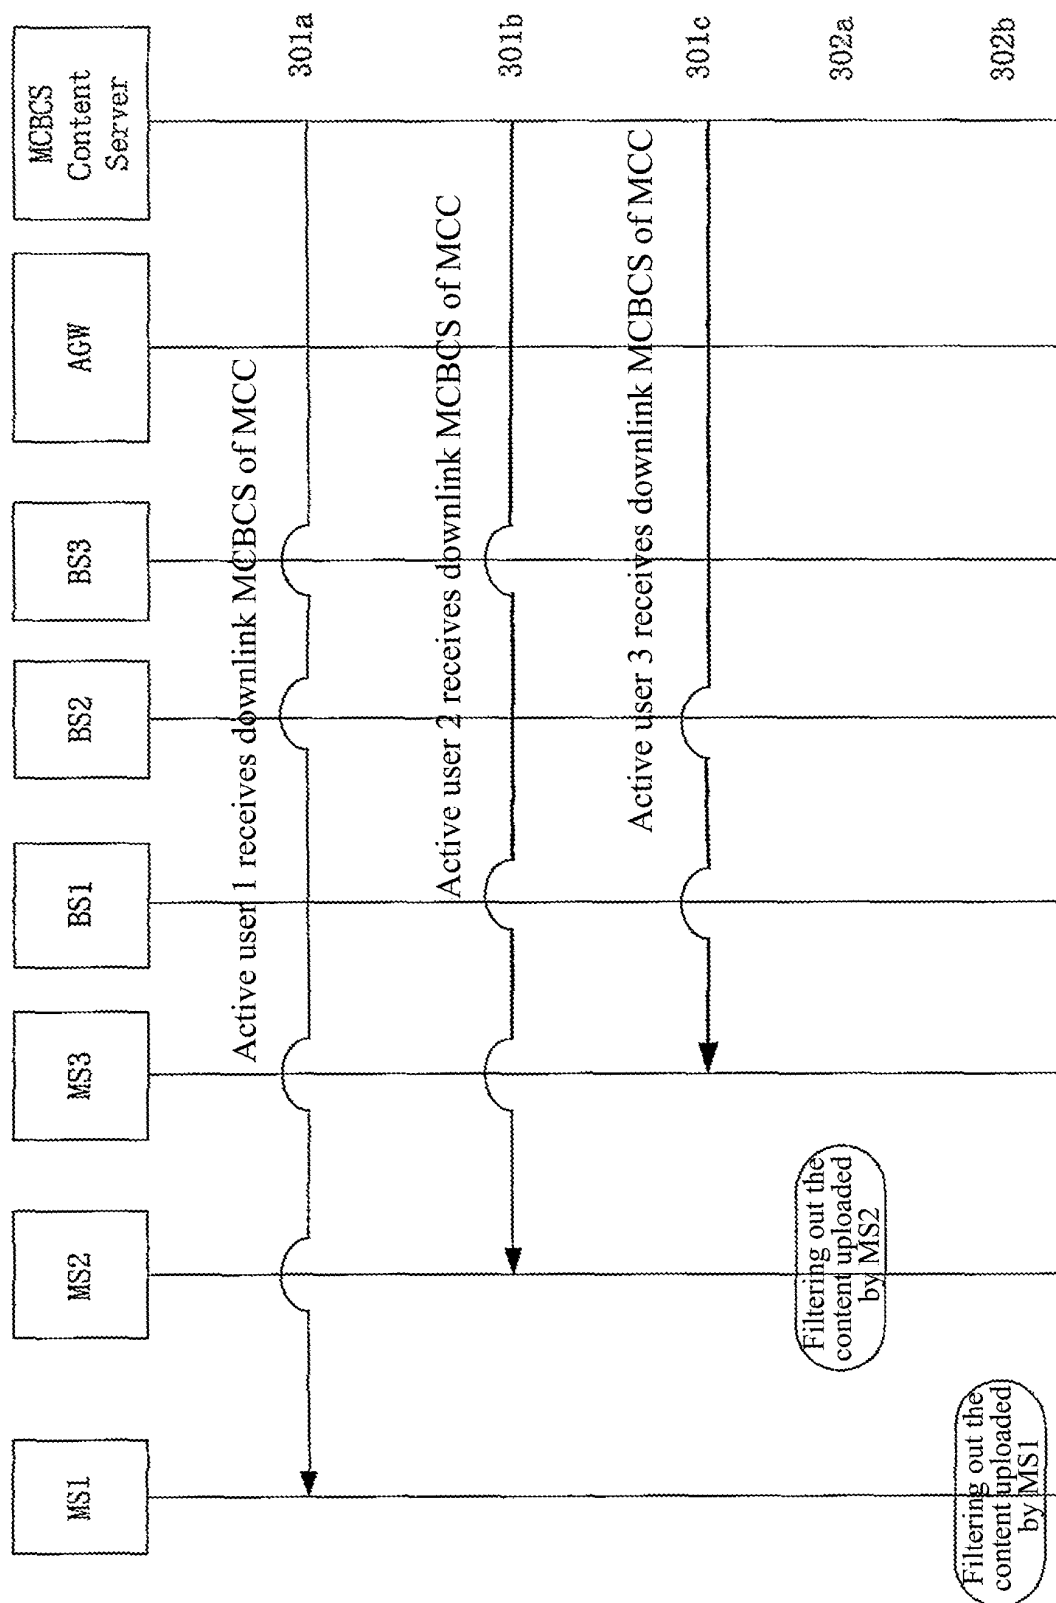 MS1
MS2
MS3
BS1
BS2
BS3
AGW
MCBCS
Content
Server
Active user 1 receives downlink MCBCS of MCC
301a
Active user 2 receives downlink MCBCS of MCC
301b
Active user 3 receives downlink MCBCS of MCC
301c
Filtering out the
content uploaded
by MS2
302a
Filtering out the
content uploaded
by MS1
302b